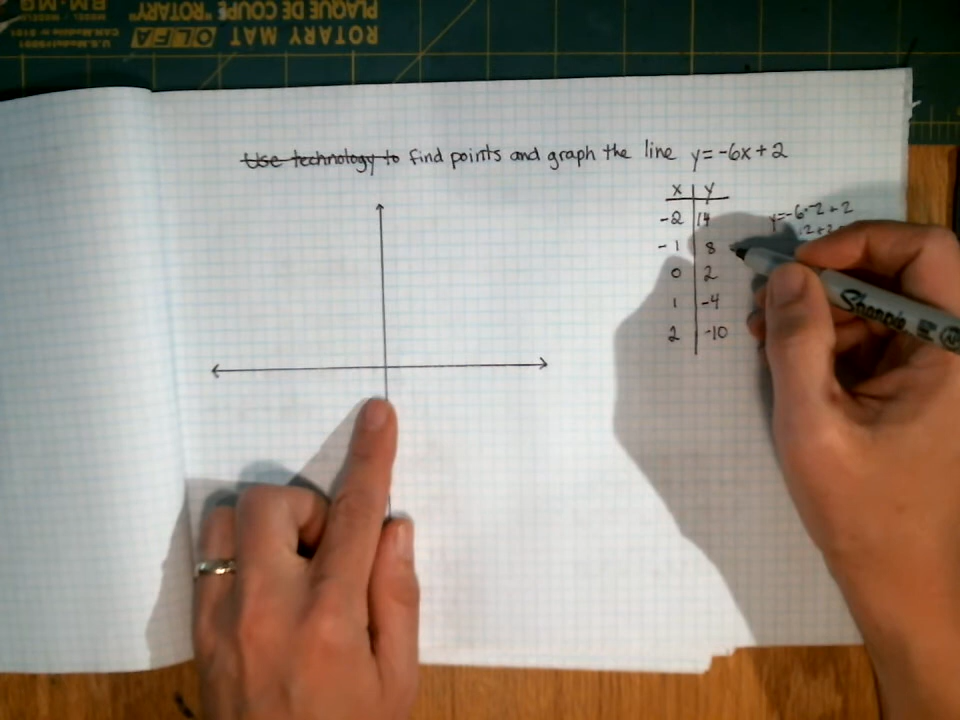 PLAQUE DE COUPE "ROTARY"
ROTARY MAT OLFA
Use technology to find points and graph the line y=-6x+2
x | y
-2 | 14
-1 | 8
0 | 2
1 | -4
2 | -10
y=-6·-2+2
Sharpie